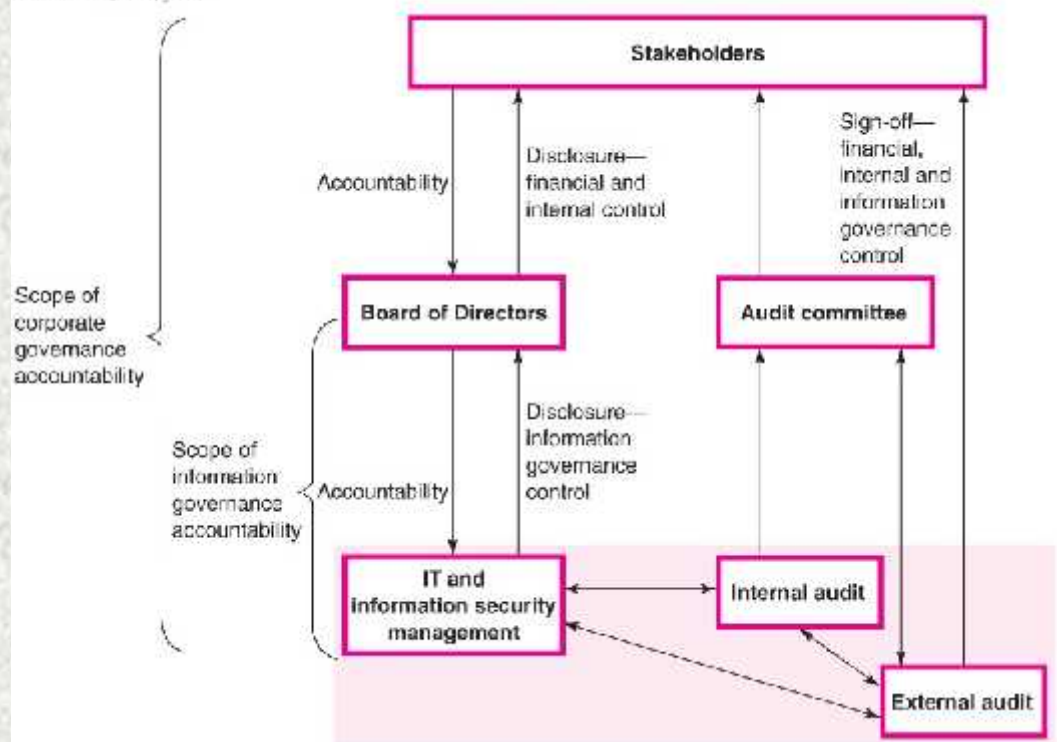 Stakeholders
Accountability
Disclosure—
financial and
internal control
Sign-off—
financial,
internal and
information
governance
control
Scope of
corporate
governance
accountability
Board of Directors
Audit committee
Scope of
information
governance
accountability
Accountability
Disclosure—
information
governance
control
IT and
information security
management
Internal audit
External audit